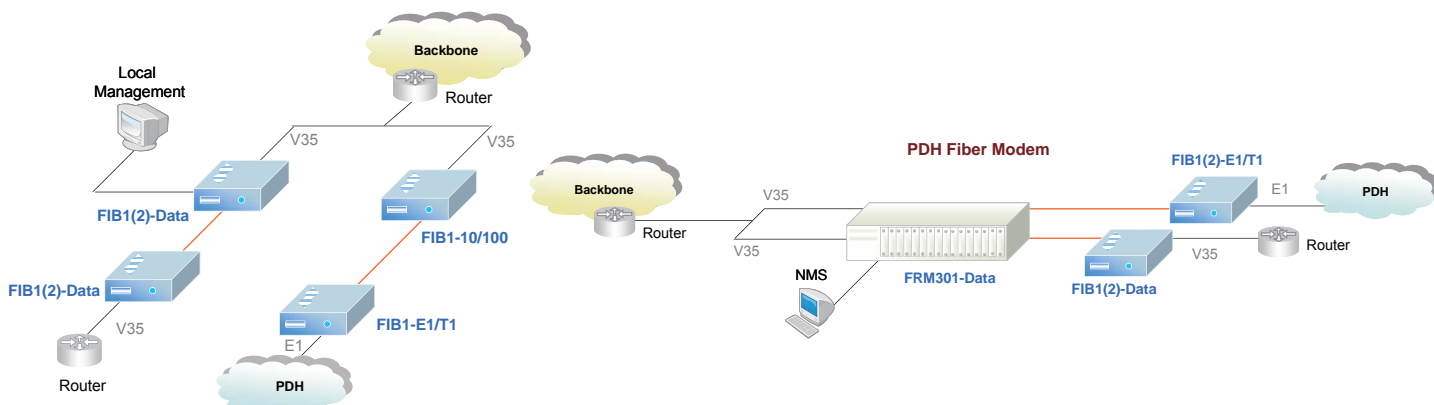 Backbone
Local
Management
Router
V35
V35
FIB1(2)-Data
FIB1-10/100
FIB1(2)-Data
V35
FIB1-E1/T1
E1
Router
PDH
PDH Fiber Modem
FIB1(2)-E1/T1
Backbone
V35
E1
PDH
Router
V35
V35
Router
NMS
FRM301-Data
FIB1(2)-Data